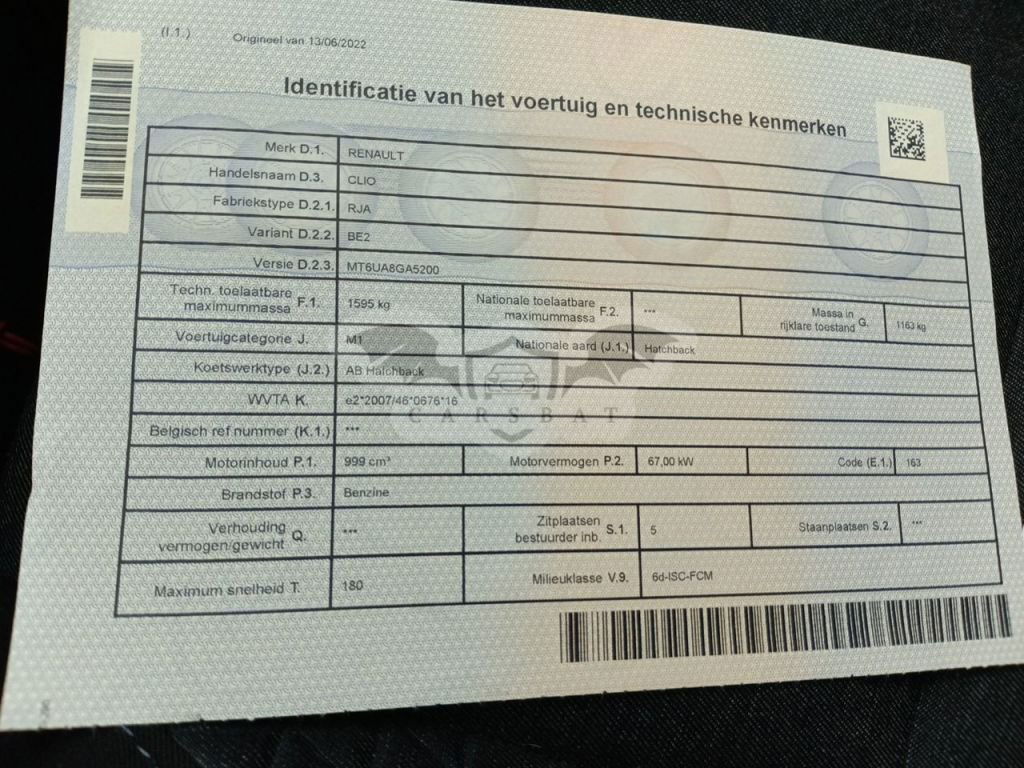 (I.1.) Origineel van 13/06/2022
Identificatie van het voertuig en technische kenmerken
Merk D.1. RENAULT
Handelsnaam D.3. CLIO
Fabriekstype D.2.1. RJA
Variant D.2.2. BE2
Versie D.2.3. MT6UA8GA5200
Techn. toelaatbare
maximummassa F.1. 1595 kg
Nationale toelaatbare
maximummassa F.2. ---
Massa in
rijklare toestand G. 1163 kg
Voertuigcategorie J. M1 Nationale aard (J.1.) Hatchback
Koetswerktype (J.2.) AB Hatchback
WVTA K. e2*2007/46*0676*16
CARSBAT
Belgisch ref.nummer (K.1.) ---
Motorinhoud P.1. 999 cm³ Motorvermogen P.2. 67,00 kW Code (E.1.) 163
Brandstof P.3. Benzine
Verhouding
vermogen/gewicht Q. ---
Zitplaatsen
bestuurder inb. S.1. 5
Staanplaatsen S.2. ---
Maximum snelheid T. 180 Milieuklasse V.9. 6d-ISC-FCM